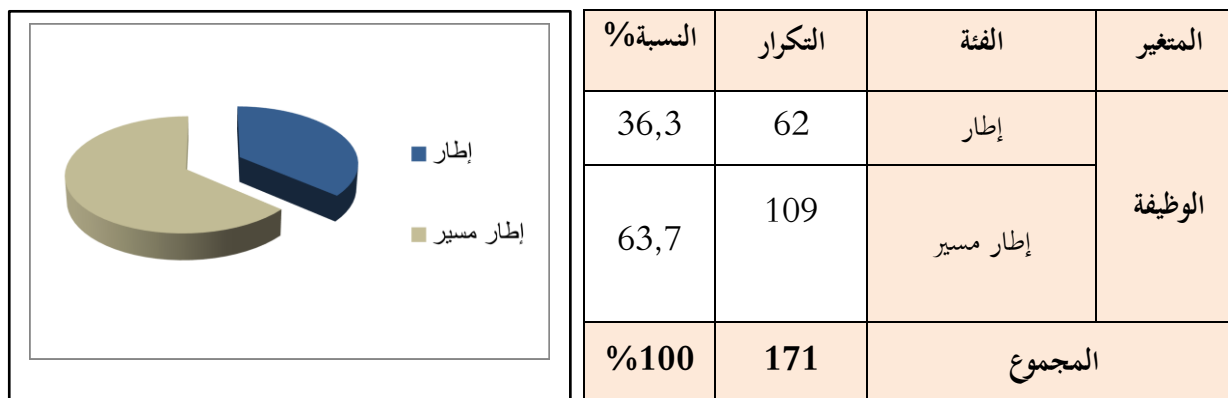 المتغير الفئة التكرار النسبة%
الوظيفة إطار 62 36,3
إطار مسير 109 63,7
المجموع 171 100%
إطار
إطار مسير